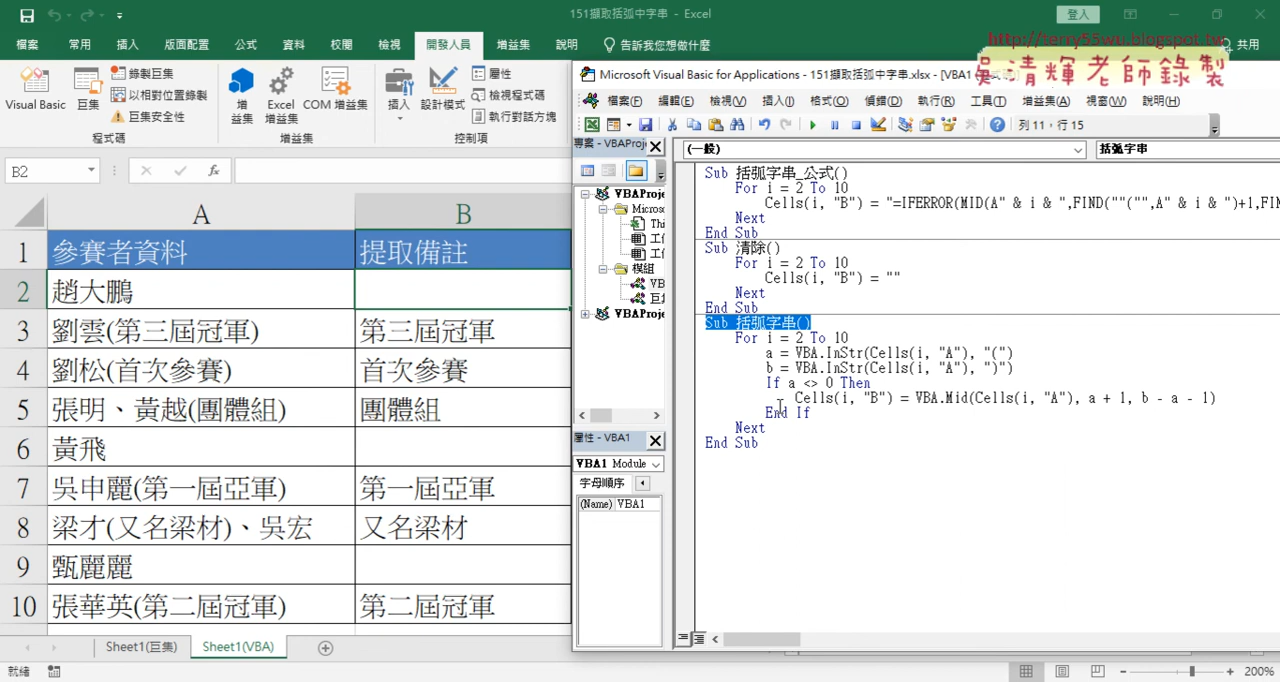 151擷取括弧中字串 - Excel
登入
http://terry55wu.blogspot.tw
吳清輝老師錄製
檔案 常用 插入 版面配置 公式 資料 校閱 檢視 開發人員 增益集 說明 告訴我您想做什麼 共用
Visual Basic
巨集
錄製巨集
以相對位置錄製
巨集安全性
程式碼
增
益集
Excel
增益集
COM 增益集
增益集
插入
設計模式
屬性
檢視程式碼
執行對話方塊
控制項
B2
fx
A B
1 參賽者資料 提取備註
2 趙大鵬
3 劉雲(第三屆冠軍) 第三屆冠軍
4 劉松(首次參賽) 首次參賽
5 張明、黃越(團體組) 團體組
6 黃飛
7 吳申麗(第一屆亞軍) 第一屆亞軍
8 梁才(又名梁材)、吳宏 又名梁材
9 甄麗麗
10 張華英(第二屆冠軍) 第二屆冠軍
Sheet1(巨集) Sheet1(VBA)
就緒
200%
Microsoft Visual Basic for Applications - 151擷取括弧中字串.xlsx - [VBA1
檔案(F) 編輯(E) 檢視(V) 插入(I) 格式(O) 偵錯(D) 執行(R) 工具(T) 增益集(A) 視窗(W) 說明(H)
列 11，行 15
專案 - VBAProj
VBAProje
Micros
Thi
工
工
模組
VB
巨
VBAProje
屬性 - VBA1
VBA1 Module
字母順序
(Name) VBA1
(一般) 括弧字串
Sub 括弧字串_公式()
For i = 2 To 10
Cells(i, "B") = "=IFERROR(MID(A" & i & ",FIND(""("",A" & i & ")+1,FIN
Next
End Sub
Sub 清除()
For i = 2 To 10
Cells(i, "B") = ""
Next
End Sub
Sub 括弧字串()
For i = 2 To 10
a = VBA.InStr(Cells(i, "A"), "(")
b = VBA.InStr(Cells(i, "A"), ")")
If a <> 0 Then
Cells(i, "B") = VBA.Mid(Cells(i, "A"), a + 1, b - a - 1)
End If
Next
End Sub